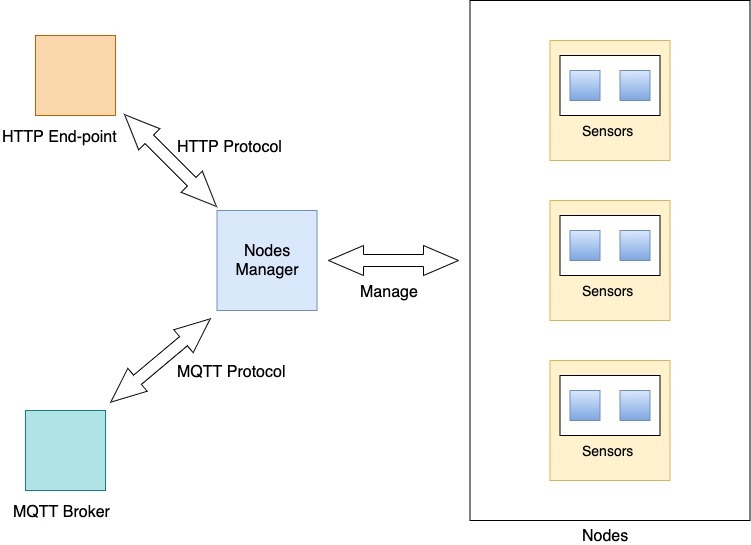 HTTP End-point
HTTP Protocol
Nodes
Manager
Manage
MQTT Protocol
MQTT Broker
Sensors
Sensors
Sensors
Nodes